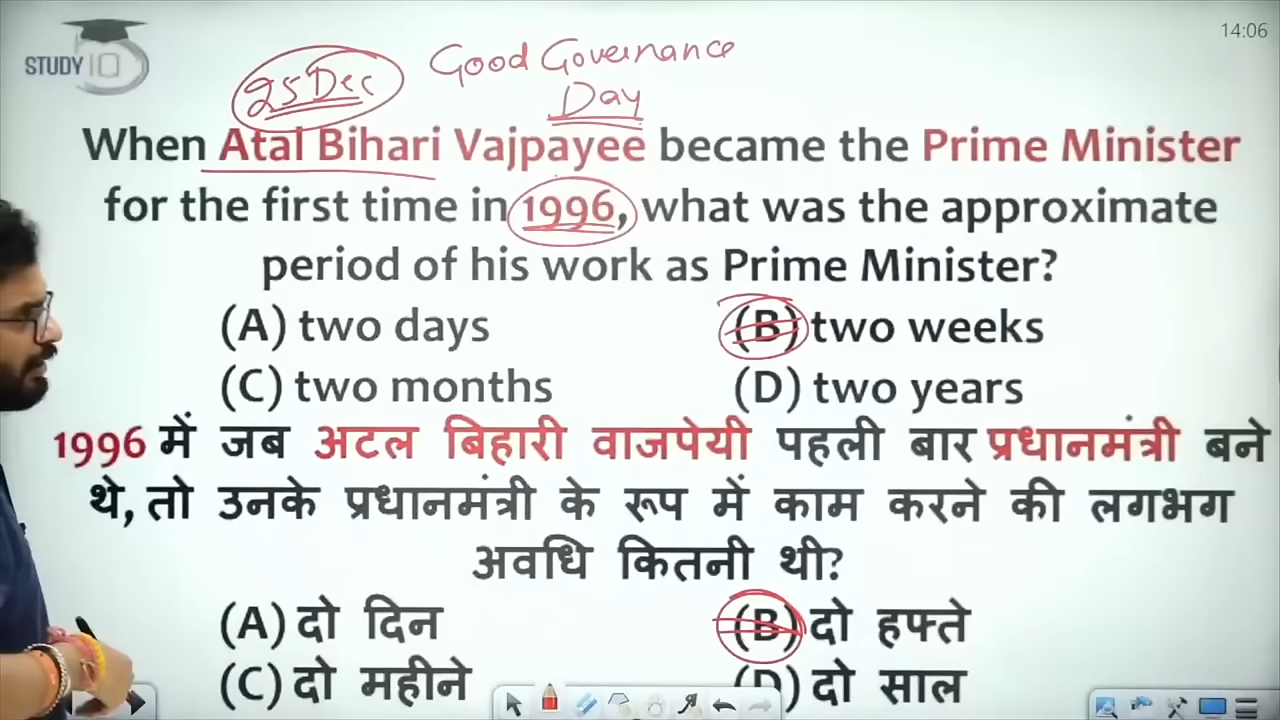 14:06
STUDY IQ
25 Dec Good Governance
Day
When Atal Bihari Vajpayee became the Prime Minister
for the first time in 1996, what was the approximate
period of his work as Prime Minister?
(A) two days (B) two weeks
(C) two months (D) two years
1996 में जब अटल बिहारी वाजपेयी पहली बार प्रधानमंत्री बने
थे, तो उनके प्रधानमंत्री के रूप में काम करने की लगभग
अवधि कितनी थी?
(A) दो दिन (B) दो हफ्ते
(C) दो महीने (D) दो साल